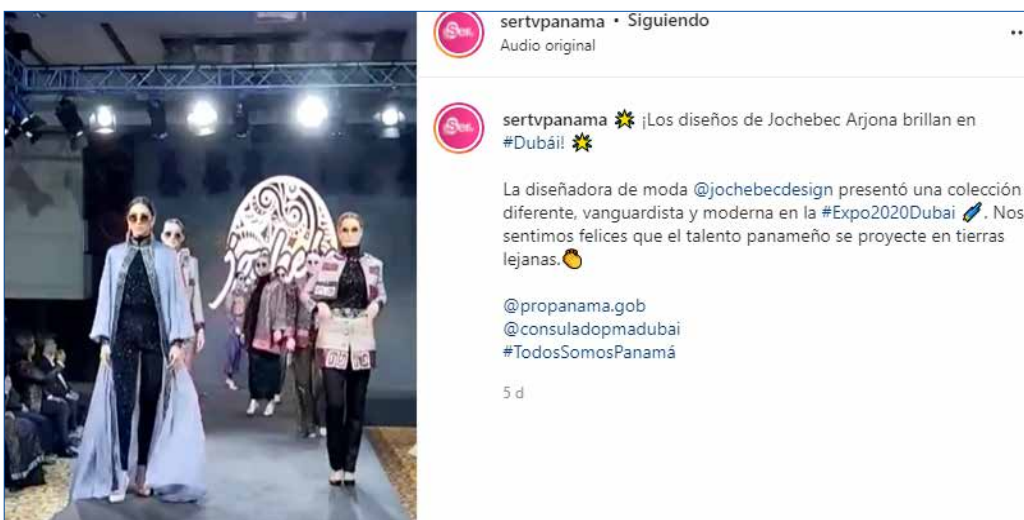 sertvpanama • Siguiendo
Audio original
sertvpanama 🌟 ¡Los diseños de Jochebec Arjona brillan en
#Dubái! 🌟
La diseñadora de moda @jochebecdesign presentó una colección
diferente, vanguardista y moderna en la #Expo2020Dubai 🖍️. Nos
sentimos felices que el talento panameño se proyecte en tierras
lejanas.👏
@propanama.gob
@consuladopmadubai
#TodosSomosPanamá
5 d
Ser.
Ser.